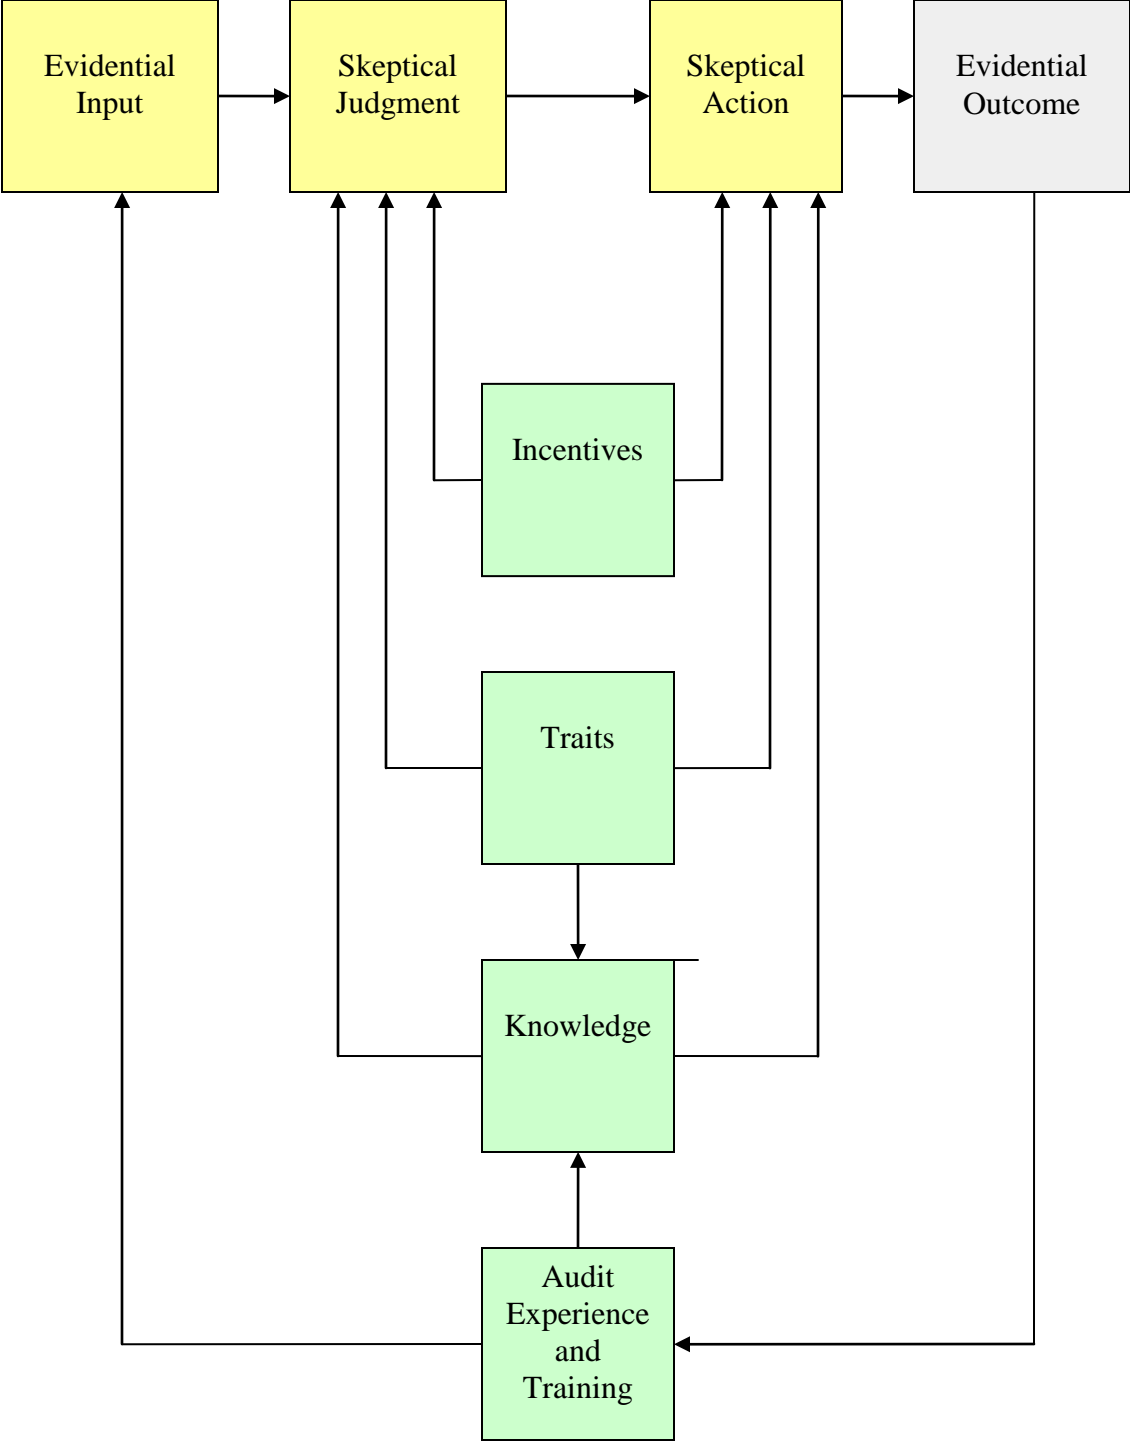 Evidential
Input
Skeptical
Judgment
Skeptical
Action
Evidential
Outcome
Incentives
Traits
Knowledge
Audit
Experience
and
Training